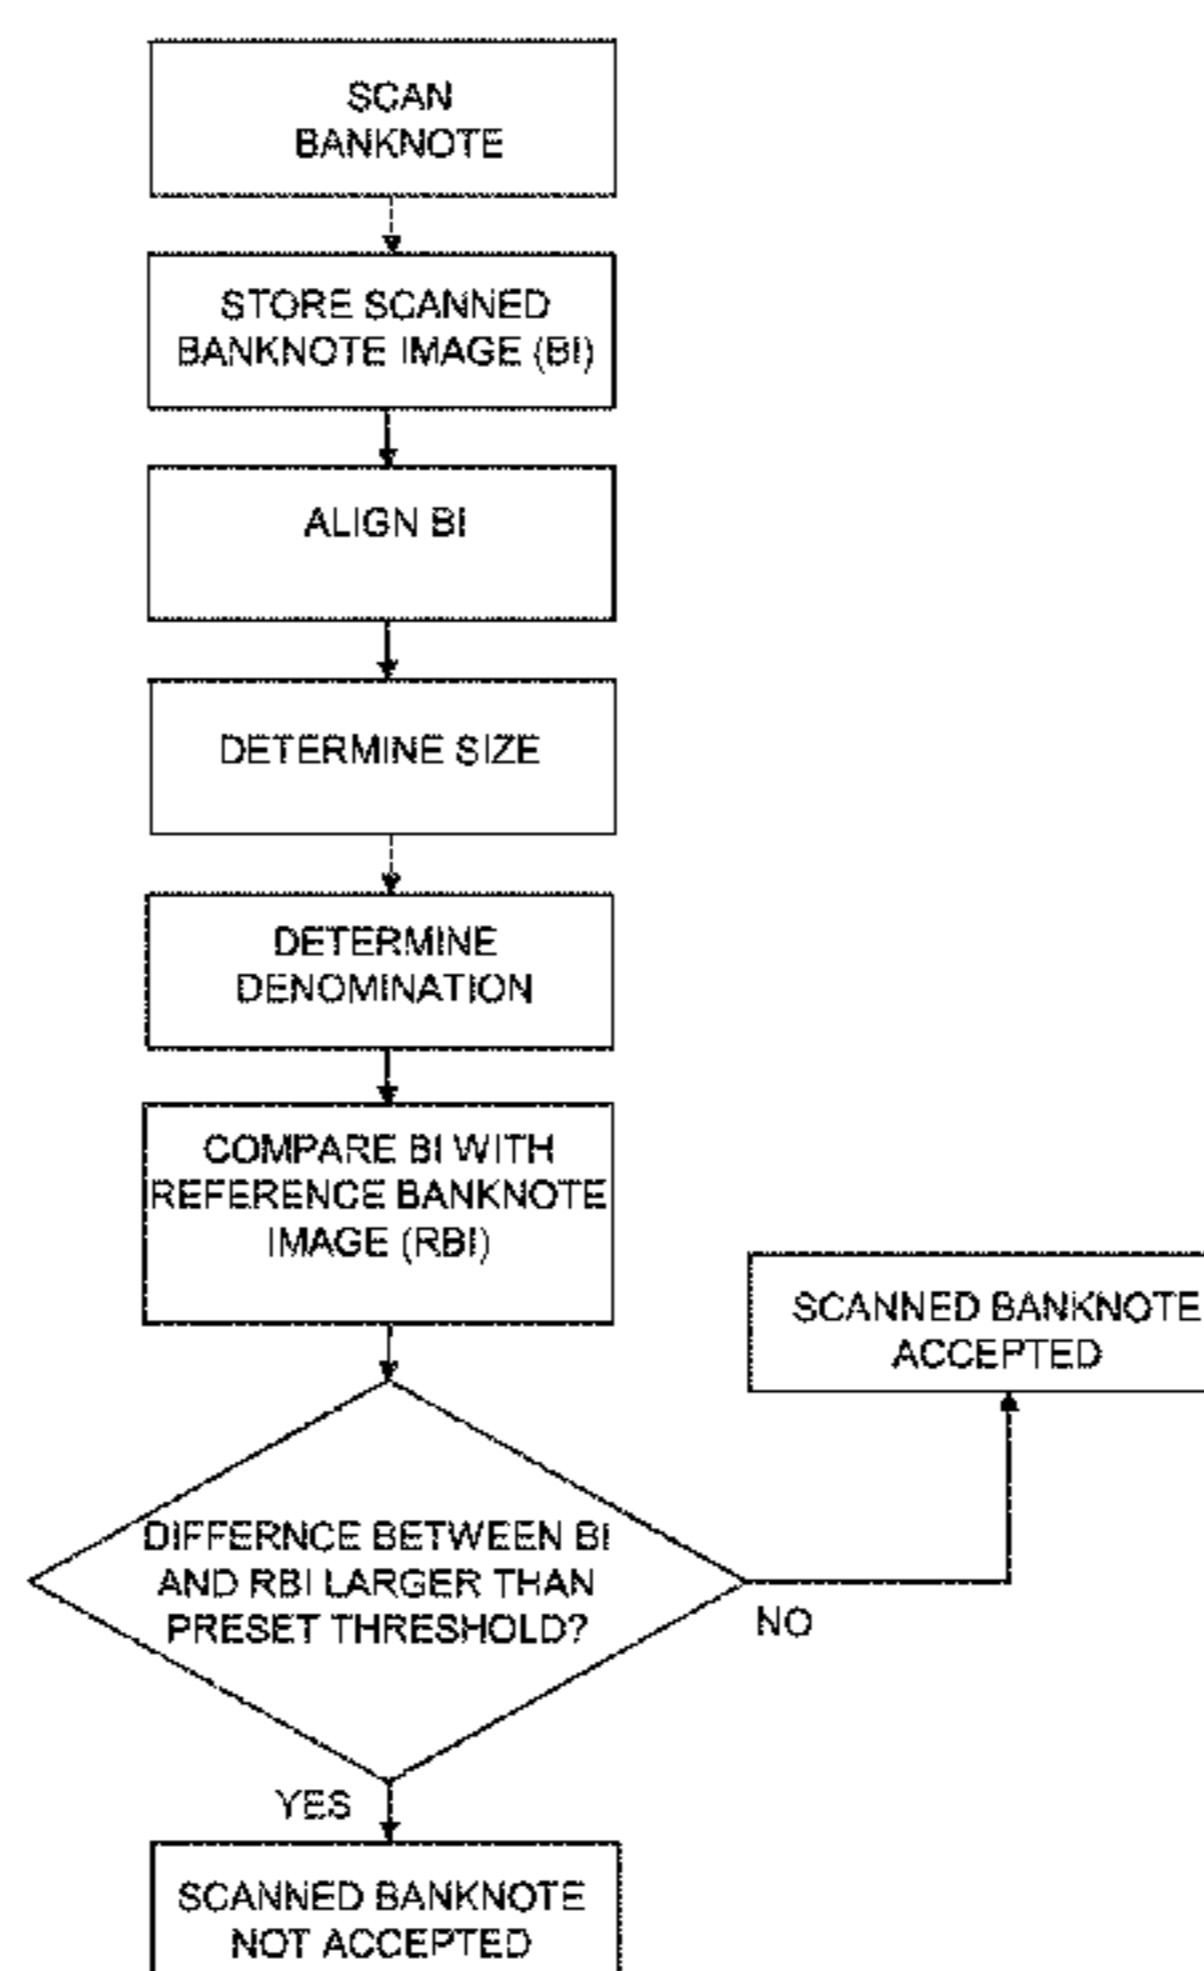 SCAN
BANKNOTE
STORE SCANNED
BANKNOTE IMAGE (BI)
ALIGN BI
DETERMINE SIZE
DETERMINE
DENOMINATION
COMPARE BI WITH
REFERENCE BANKNOTE
IMAGE (RBI)
SCANNED BANKNOTE
ACCEPTED
DIFFERNCE BETWEEN BI
AND RBI LARGER THAN
PRESET THRESHOLD?
NO
YES
SCANNED BANKNOTE
NOT ACCEPTED